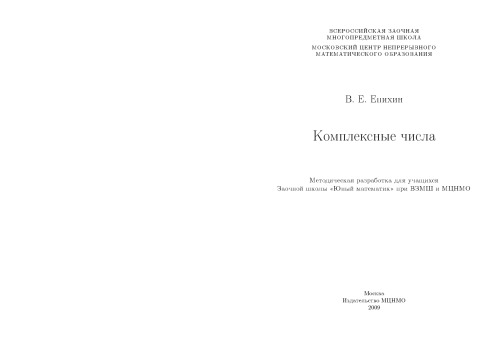 ВСЕРОССИЙСКАЯ ЗАОЧНАЯ
МНОГОПРЕДМЕТНАЯ ШКОЛА
МОСКОВСКИЙ ЦЕНТР НЕПРЕРЫВНОГО
МАТЕМАТИЧЕСКОГО ОБРАЗОВАНИЯ
В. Е. Епихин
Комплексные числа
Методическая разработка для учащихся
Заочной школы «Юный математик» при ВЗМШ и МЦНМО
Москва
Издательство МЦНМО
2009